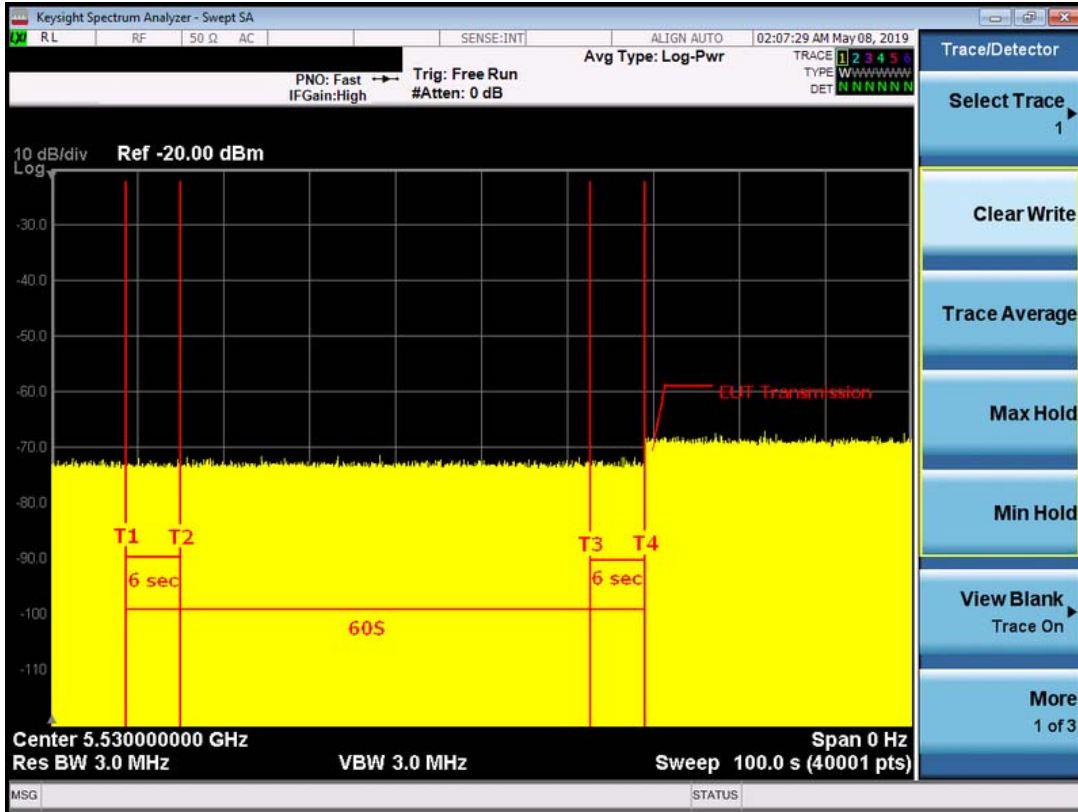 Keysight Spectrum Analyzer - Swept SA
LXI RL RF 50 Ω AC SENSE:INT ALIGN AUTO 02:07:29 AM May 08, 2019
PNO: Fast
IFGain:High
Trig: Free Run
#Atten: 0 dB
Avg Type: Log-Pwr
TRACE 1 2 3 4 5 6
TYPE WWWWWW
DET N N N N N N
10 dB/div
Log
Ref -20.00 dBm
-30.0
-40.0
-50.0
-60.0
-70.0
-80.0
-90.0
-100
-110
EUT Transmission
T1
T2
T3
T4
6 sec
6 sec
60S
Center 5.530000000 GHz
Span 0 Hz
Res BW 3.0 MHz
VBW 3.0 MHz
Sweep 100.0 s (40001 pts)
MSG
STATUS
Trace/Detector
Select Trace
1
Clear Write
Trace Average
Max Hold
Min Hold
View Blank
Trace On
More
1 of 3